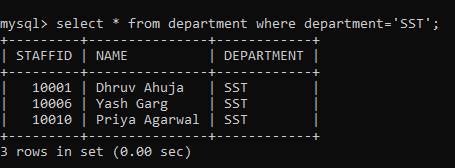 mysql> select * from department where department='SST';
+---------+---------------+------------+
| STAFFID | NAME          | DEPARTMENT |
+---------+---------------+------------+
|   10001 | Dhruv Ahuja   | SST        |
|   10006 | Yash Garg     | SST        |
|   10010 | Priya Agarwal | SST        |
+---------+---------------+------------+
3 rows in set (0.00 sec)